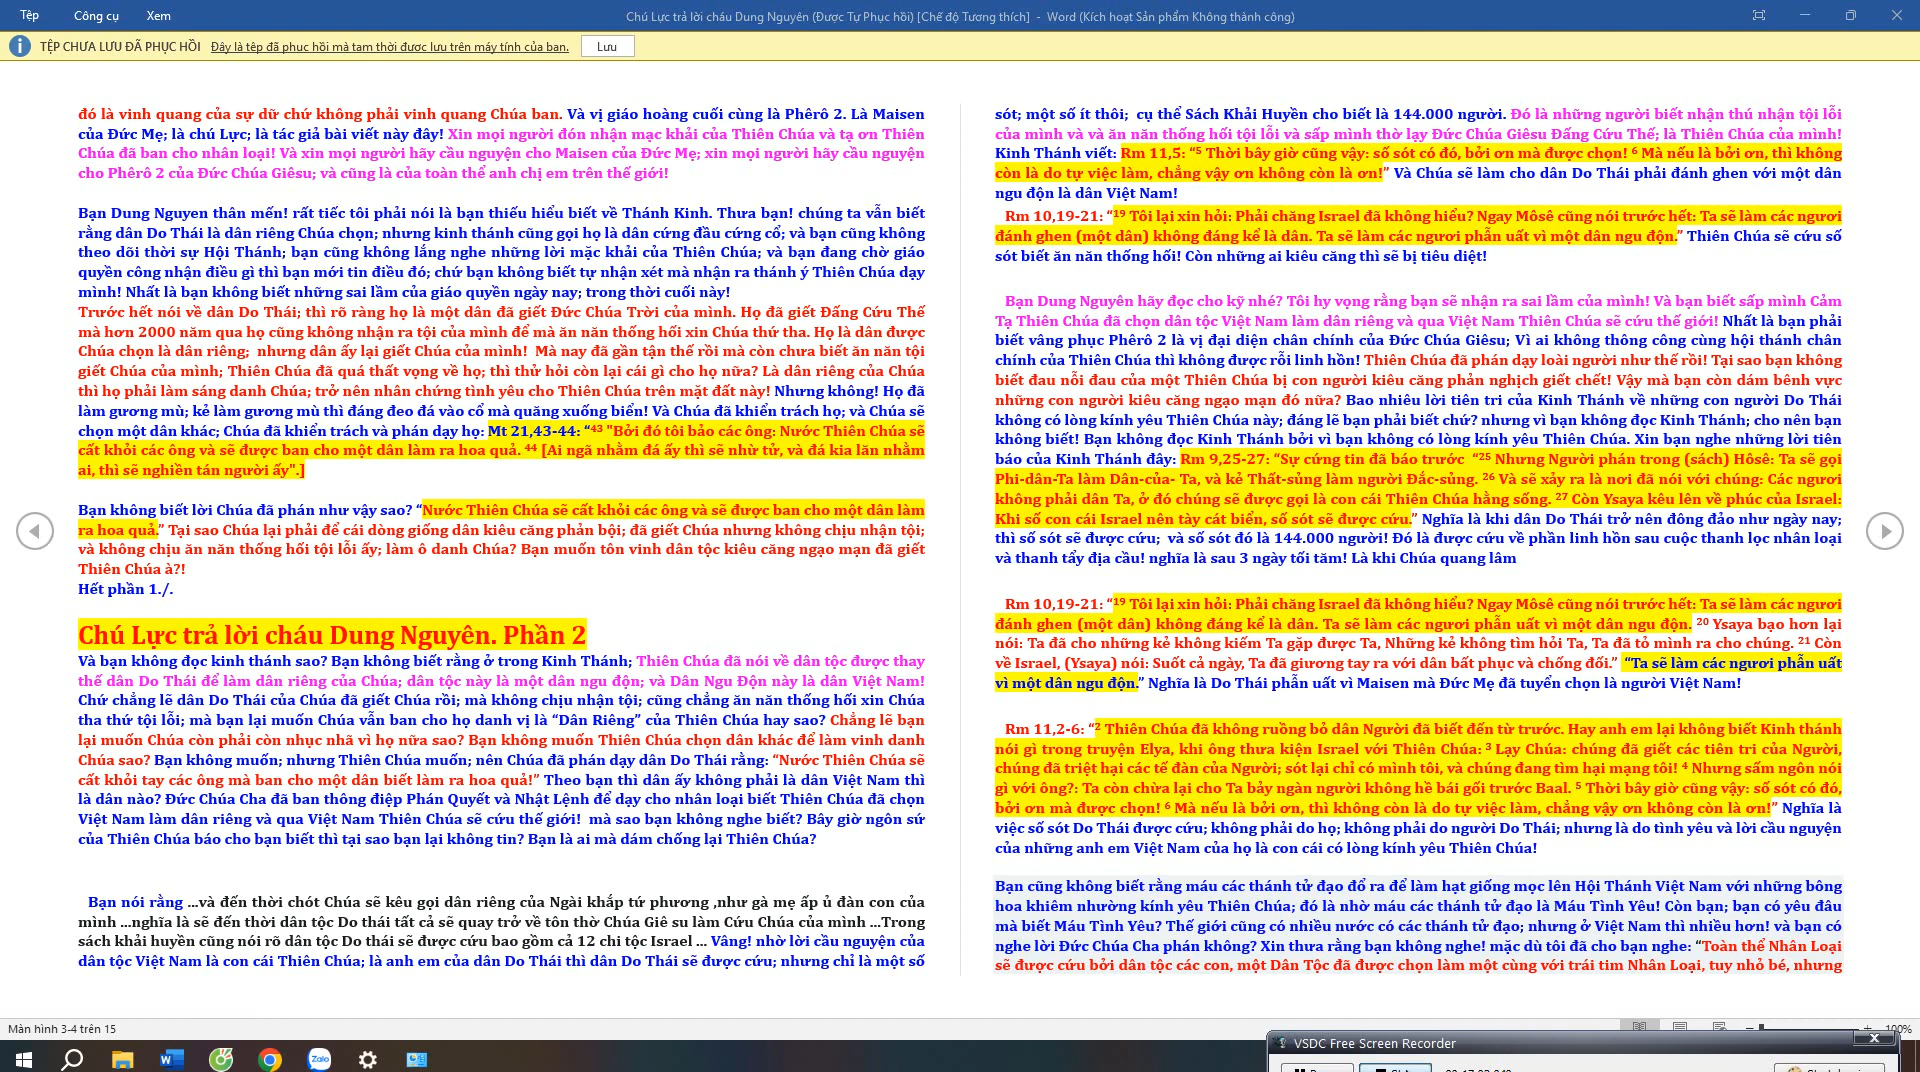 Tệp Công cụ Xem
Chú Lực trả lời cháu Dung Nguyên (Được Tự Phục hồi) [Chế độ Tương thích] - Word (Kích hoạt Sản phẩm Không thành công)
TỆP CHƯA LƯU ĐÃ PHỤC HỒI Đây là tệp đã phục hồi mà tạm thời được lưu trên máy tính của bạn. Lưu
đó là vinh quang của sự dữ chứ không phải vinh quang Chúa ban. Và vị giáo hoàng cuối cùng là Phêrô 2. Là Maisen
của Đức Mẹ; là chú Lực; là tác giả bài viết này đây! Xin mọi người đón nhận mạc khải của Thiên Chúa và tạ ơn Thiên
Chúa đã ban cho nhân loại! Và xin mọi người hãy cầu nguyện cho Maisen của Đức Mẹ; xin mọi người hãy cầu nguyện
cho Phêrô 2 của Đức Chúa Giêsu; và cũng là của toàn thể anh chị em trên thế giới!
Bạn Dung Nguyen thân mến! rất tiếc tôi phải nói là bạn thiếu hiểu biết về Thánh Kinh. Thưa bạn! chúng ta vẫn biết
rằng dân Do Thái là dân riêng Chúa chọn; nhưng kinh thánh cũng gọi họ là dân cứng đầu cứng cổ; và bạn cũng không
theo dõi thời sự Hội Thánh; bạn cũng không lắng nghe những lời mặc khải của Thiên Chúa; và bạn đang chờ giáo
quyền công nhận điều gì thì bạn mới tin điều đó; chứ bạn không biết tự nhận xét mà nhận ra thánh ý Thiên Chúa dạy
mình! Nhất là bạn không biết những sai lầm của giáo quyền ngày nay; trong thời cuối này!
Trước hết nói về dân Do Thái; thì rõ ràng họ là một dân đã giết Đức Chúa Trời của mình. Họ đã giết Đấng Cứu Thế
mà hơn 2000 năm qua họ cũng không nhận ra tội của mình để mà ăn năn thống hối xin Chúa thứ tha. Họ là dân được
Chúa chọn là dân riêng;  nhưng dân ấy lại giết Chúa của mình!  Mà nay đã gần tận thế rồi mà còn chưa biết ăn năn tội
giết Chúa của mình; Thiên Chúa đã quá thất vọng về họ; thì thử hỏi còn lại cái gì cho họ nữa? Là dân riêng của Chúa
thì họ phải làm sáng danh Chúa; trở nên nhân chứng tình yêu cho Thiên Chúa trên mặt đất này! Nhưng không! Họ đã
làm gương mù; kẻ làm gương mù thì đáng đeo đá vào cổ mà quăng xuống biển! Và Chúa đã khiển trách họ; và Chúa sẽ
chọn một dân khác; Chúa đã khiển trách và phán dạy họ: Mt 21,43-44: “⁴³ "Bởi đó tôi bảo các ông: Nước Thiên Chúa sẽ
cất khỏi các ông và sẽ được ban cho một dân làm ra hoa quả. ⁴⁴ [Ai ngã nhằm đá ấy thì sẽ nhừ tử, và đá kia lăn nhằm
ai, thì sẽ nghiền tán người ấy".]
Bạn không biết lời Chúa đã phán như vậy sao? “Nước Thiên Chúa sẽ cất khỏi các ông và sẽ được ban cho một dân làm
ra hoa quả.” Tại sao Chúa lại phải để cái dòng giống dân kiêu căng phản bội; đã giết Chúa nhưng không chịu nhận tội;
và không chịu ăn năn thống hối tội lỗi ấy; làm ô danh Chúa? Bạn muốn tôn vinh dân tộc kiêu căng ngạo mạn đã giết
Thiên Chúa à?!
Hết phần 1./.
Chú Lực trả lời cháu Dung Nguyên. Phần 2
Và bạn không đọc kinh thánh sao? Bạn không biết rằng ở trong Kinh Thánh; Thiên Chúa đã nói về dân tộc được thay
thế dân Do Thái để làm dân riêng của Chúa; dân tộc này là một dân ngu độn; và Dân Ngu Độn này là dân Việt Nam!
Chứ chẳng lẽ dân Do Thái của Chúa đã giết Chúa rồi; mà không chịu nhận tội; cũng chẳng ăn năn thống hối xin Chúa
tha thứ tội lỗi; mà bạn lại muốn Chúa vẫn ban cho họ danh vị là “Dân Riêng” của Thiên Chúa hay sao? Chẳng lẽ bạn
lại muốn Chúa còn phải còn nhục nhã vì họ nữa sao? Bạn không muốn Thiên Chúa chọn dân khác để làm vinh danh
Chúa sao? Bạn không muốn; nhưng Thiên Chúa muốn; nên Chúa đã phán dạy dân Do Thái rằng: “Nước Thiên Chúa sẽ
cất khỏi tay các ông mà ban cho một dân biết làm ra hoa quả!” Theo bạn thì dân ấy không phải là dân Việt Nam thì
là dân nào? Đức Chúa Cha đã ban thông điệp Phán Quyết và Nhật Lệnh để dạy cho nhân loại biết Thiên Chúa đã chọn
Việt Nam làm dân riêng và qua Việt Nam Thiên Chúa sẽ cứu thế giới!  mà sao bạn không nghe biết? Bây giờ ngôn sứ
của Thiên Chúa báo cho bạn biết thì tại sao bạn lại không tin? Bạn là ai mà dám chống lại Thiên Chúa?
Bạn nói rằng ...và đến thời chót Chúa sẽ kêu gọi dân riêng của Ngài khắp tứ phương ,như gà mẹ ấp ủ đàn con của
mình ...nghĩa là sẽ đến thời dân tộc Do thái tất cả sẽ quay trở về tôn thờ Chúa Giê su làm Cứu Chúa của mình ...Trong
sách khải huyền cũng nói rõ dân tộc Do thái sẽ được cứu bao gồm cả 12 chi tộc Israel ... Vâng! nhờ lời cầu nguyện của
dân tộc Việt Nam là con cái Thiên Chúa; là anh em của dân Do Thái thì dân Do Thái sẽ được cứu; nhưng chỉ là một số
sót; một số ít thôi;  cụ thể Sách Khải Huyền cho biết là 144.000 người. Đó là những người biết nhận thú nhận tội lỗi
của mình và và ăn năn thống hối tội lỗi và sấp mình thờ lạy Đức Chúa Giêsu Đấng Cứu Thế; là Thiên Chúa của mình!
Kinh Thánh viết: Rm 11,5: “⁵ Thời bây giờ cũng vậy: số sót có đó, bởi ơn mà được chọn! ⁶ Mà nếu là bởi ơn, thì không
còn là do tự việc làm, chẳng vậy ơn không còn là ơn!” Và Chúa sẽ làm cho dân Do Thái phải đánh ghen với một dân
ngu độn là dân Việt Nam!
Rm 10,19-21: “¹⁹ Tôi lại xin hỏi: Phải chăng Israel đã không hiểu? Ngay Môsê cũng nói trước hết: Ta sẽ làm các ngươi
đánh ghen (một dân) không đáng kể là dân. Ta sẽ làm các ngươi phẫn uất vì một dân ngu độn.” Thiên Chúa sẽ cứu số
sót biết ăn năn thống hối! Còn những ai kiêu căng thì sẽ bị tiêu diệt!
Bạn Dung Nguyên hãy đọc cho kỹ nhé? Tôi hy vọng rằng bạn sẽ nhận ra sai lầm của mình! Và bạn biết sấp mình Cảm
Tạ Thiên Chúa đã chọn dân tộc Việt Nam làm dân riêng và qua Việt Nam Thiên Chúa sẽ cứu thế giới! Nhất là bạn phải
biết vâng phục Phêrô 2 là vị đại diện chân chính của Đức Chúa Giêsu; Vì ai không thông công cùng hội thánh chân
chính của Thiên Chúa thì không được rỗi linh hồn! Thiên Chúa đã phán dạy loài người như thế rồi! Tại sao bạn không
biết đau nỗi đau của một Thiên Chúa bị con người kiêu căng phản nghịch giết chết! Vậy mà bạn còn dám bênh vực
những con người kiêu căng ngạo mạn đó nữa? Bao nhiêu lời tiên tri của Kinh Thánh về những con người Do Thái
không có lòng kính yêu Thiên Chúa này; đáng lẽ bạn phải biết chứ? nhưng vì bạn không đọc Kinh Thánh; cho nên bạn
không biết! Bạn không đọc Kinh Thánh bởi vì bạn không có lòng kính yêu Thiên Chúa. Xin bạn nghe những lời tiên
báo của Kinh Thánh đây: Rm 9,25-27: “Sự cứng tin đã báo trước  “²⁵ Nhưng Người phán trong (sách) Hôsê: Ta sẽ gọi
Phi-dân-Ta làm Dân-của- Ta, và kẻ Thất-sủng làm Người Đắc-sủng. ²⁶ Và sẽ xảy ra là nơi đã nói với chúng: Các ngươi
không phải dân Ta, ở đó chúng sẽ được gọi là con cái Thiên Chúa hằng sống. ²⁷ Còn Ysaya kêu lên về phúc của Israel:
Khi số con cái Israel nên tày cát biển, số sót sẽ được cứu.” Nghĩa là khi dân Do Thái trở nên đông đảo như ngày nay;
thì số sót sẽ được cứu;  và số sót đó là 144.000 người! Đó là được cứu về phần linh hồn sau cuộc thanh lọc nhân loại
và thanh tẩy địa cầu! nghĩa là sau 3 ngày tối tăm! Là khi Chúa quang lâm
Rm 10,19-21: “¹⁹ Tôi lại xin hỏi: Phải chăng Israel đã không hiểu? Ngay Môsê cũng nói trước hết: Ta sẽ làm các ngươi
đánh ghen (một dân) không đáng kể là dân. Ta sẽ làm các ngươi phẫn uất vì một dân ngu độn. ²⁰ Ysaya bạo hơn lại
nói: Ta đã cho những kẻ không kiếm Ta gặp được Ta, Những kẻ không tìm hỏi Ta, Ta đã tỏ mình ra cho chúng. ²¹ Còn
về Israel, (Ysaya) nói: Suốt cả ngày, Ta đã giương tay ra với dân bất phục và chống đối.”  “Ta sẽ làm các ngươi phẫn uất
vì một dân ngu độn.” Nghĩa là Do Thái phẫn uất vì Maisen mà Đức Mẹ đã tuyển chọn là người Việt Nam!
Rm 11,2-6: “² Thiên Chúa đã không ruồng bỏ dân Người đã biết đến từ trước. Hay anh em lại không biết Kinh thánh
nói gì trong truyện Elya, khi ông thưa kiện Israel với Thiên Chúa: ³ Lạy Chúa: chúng đã giết các tiên tri của Người,
chúng đã triệt hại các tế đàn của Người; sót lại chỉ có mình tôi, và chúng đang tìm hại mạng tôi! ⁴ Nhưng sấm ngôn nói
gì với ông?: Ta còn chừa lại cho Ta bảy ngàn người không hề bái gối trước Baal. ⁵ Thời bây giờ cũng vậy: số sót có đó,
bởi ơn mà được chọn! ⁶ Mà nếu là bởi ơn, thì không còn là do tự việc làm, chẳng vậy ơn không còn là ơn!” Nghĩa là
việc số sót Do Thái được cứu; không phải do họ; không phải do người Do Thái; nhưng là do tình yêu và lời cầu nguyện
của những anh em Việt Nam của họ là con cái có lòng kính yêu Thiên Chúa!
Bạn cũng không biết rằng máu các thánh tử đạo đổ ra để làm hạt giống mọc lên Hội Thánh Việt Nam với những bông
hoa khiêm nhường kính yêu Thiên Chúa; đó là nhờ máu các thánh tử đạo là Máu Tình Yêu! Còn bạn; bạn có yêu đâu
mà biết Máu Tình Yêu? Thế giới cũng có nhiều nước có các thánh tử đạo; nhưng ở Việt Nam thì nhiều hơn! và bạn có
nghe lời Đức Chúa Cha phán không? Xin thưa rằng bạn không nghe! mặc dù tôi đã cho bạn nghe: “Toàn thể Nhân Loại
sẽ được cứu bởi dân tộc các con, một Dân Tộc đã được chọn làm một cùng với trái tim Nhân Loại, tuy nhỏ bé, nhưng
Màn hình 3-4 trên 15
100%
Zalo
VSDC Free Screen Recorder